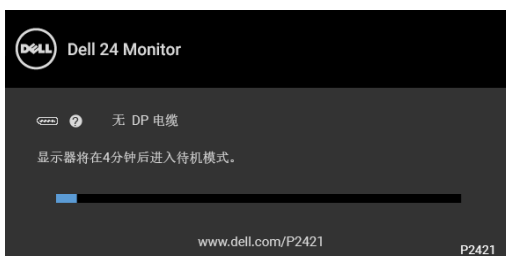 DELL Dell 24 Monitor
无 DP 电缆
显示器将在4分钟后进入待机模式。
www.dell.com/P2421
P2421